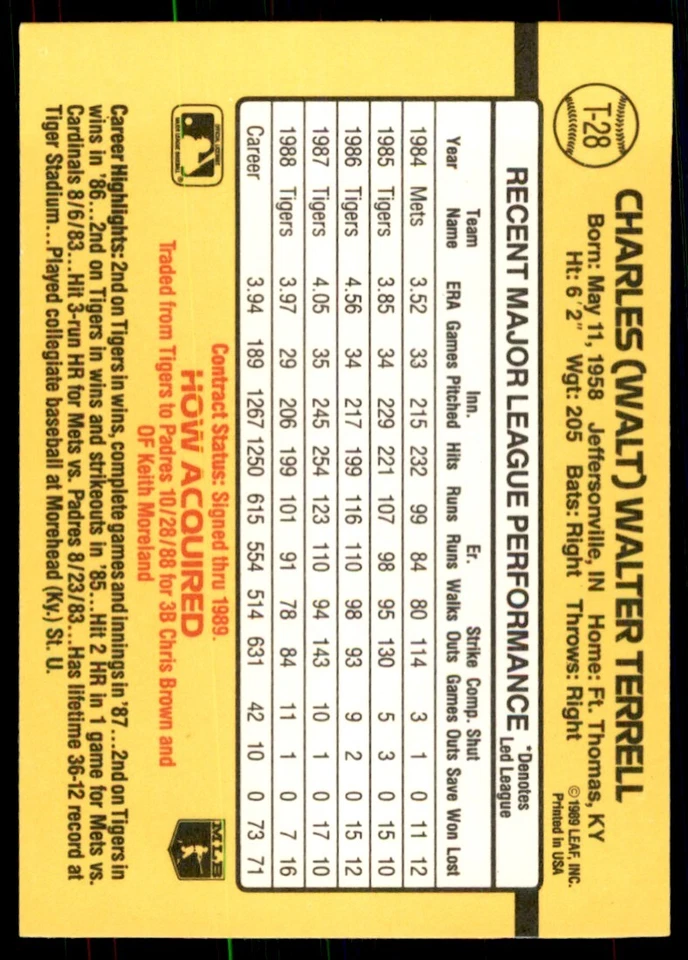 T-28
CHARLES (WALT) WALTER TERRELL
Born: May 11, 1958 Jeffersonville, IN Home: Ft. Thomas, KY
Ht: 6'2" Wgt: 205 Bats: Right Throws: Right
©1989 LEAF, INC.
Printed in USA
RECENT MAJOR LEAGUE PERFORMANCE *Denotes
Led League
Team Inn. Er. Strike Comp. Shut
Year Name ERA Games Pitched Hits Runs Runs Walks Outs Games Outs Save Won Lost
1984 Mets 3.52 33 215 232 99 84 80 114 3 1 0 11 12
1985 Tigers 3.85 34 229 221 107 98 95 130 5 3 0 15 10
1986 Tigers 4.56 34 217 199 116 110 98 93 9 2 0 15 12
1987 Tigers 4.05 35 245 254 123 110 94 143 10 1 0 17 10
1988 Tigers 3.97 29 206 199 101 91 78 84 11 1 0 7 16
Career 3.94 189 1267 1250 615 554 514 631 42 10 0 73 71
Contract Status: Signed thru 1989.
HOW ACQUIRED
Traded from Tigers to Padres 10/28/88 for 3B Chris Brown and
OF Keith Moreland
MLB
Career Highlights: 2nd on Tigers in wins, complete games and innings in '87...2nd on Tigers in
wins in '86...2nd on Tigers in wins and strikeouts in '85...Hit 2 HR in 1 game for Mets vs.
Cardinals 8/6/83...Hit 3-run HR for Mets vs. Padres 8/23/83...Has lifetime 36-12 record at
Tiger Stadium...Played collegiate baseball at Morehead (Ky.) St. U.